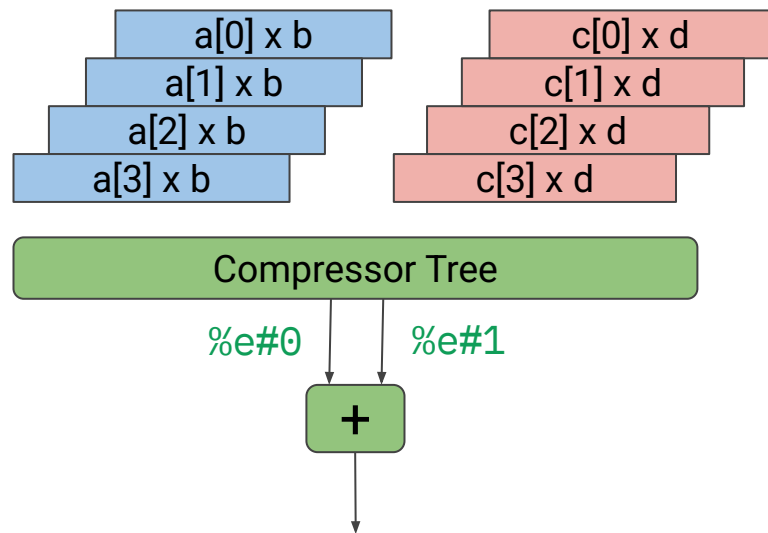 a[0] x b
a[1] x b
a[2] x b
a[3] x b
c[0] x d
c[1] x d
c[2] x d
c[3] x d
Compressor Tree
%e#0
%e#1
+